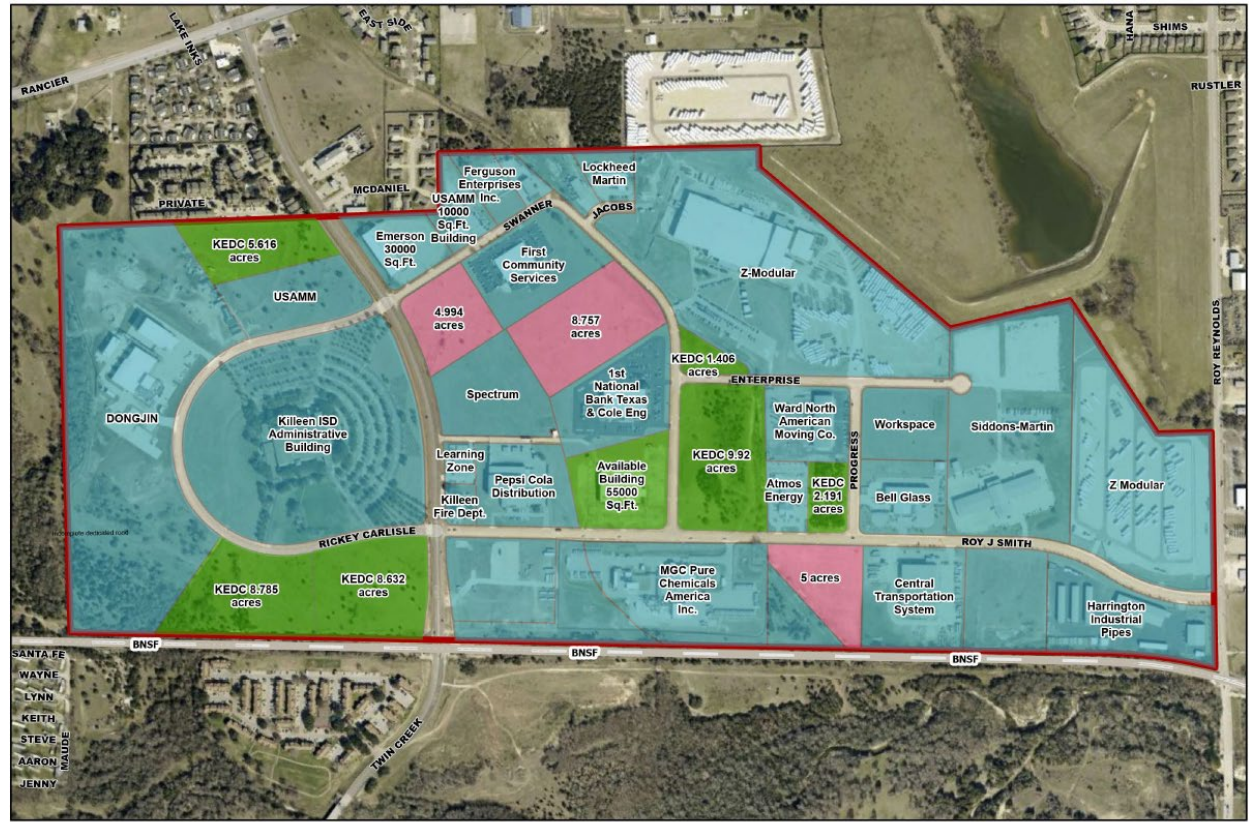 EAST SIDE
LAKE INKS
RANCIER
HANA
SHIMS
RUSTLER
MCDANIEL
PRIVATE
Ferguson
Enterprises
Inc.
Lockheed
Martin
USAMM
10000
Sq.Ft.
Building
SWANNER
JACOBS
Emerson
30000
Sq.Ft.
KEDC 5.616
acres
First
Community
Services
Z-Modular
USAMM
4.994
acres
8.757
acres
ROY REYNOLDS
KEDC 1.406
acres
ENTERPRISE
1st
National
Bank Texas
& Cole Eng
Spectrum
DONGJIN
Killeen ISD
Administrative
Building
Ward North
American
Moving Co.
Workspace
Siddons-Martin
PROGRESS
KEDC 9.92
acres
Learning
Zone
Pepsi Cola
Distribution
Available
Building
55000
Sq.Ft.
Atmos
Energy
KEDC
2.191
acres
Bell Glass
Z Modular
Killeen
Fire Dept.
RICKEY CARLISLE
ROY J SMITH
KEDC 8.785
acres
KEDC 8.632
acres
MGC Pure
Chemicals
America
Inc.
5 acres
Central
Transportation
System
Harrington
Industrial
Pipes
BNSF
BNSF
BNSF
SANTA FE
WAYNE
LYNN
KEITH
STEVE
AARON
JENNY
MAUDE
TWIN CREEK